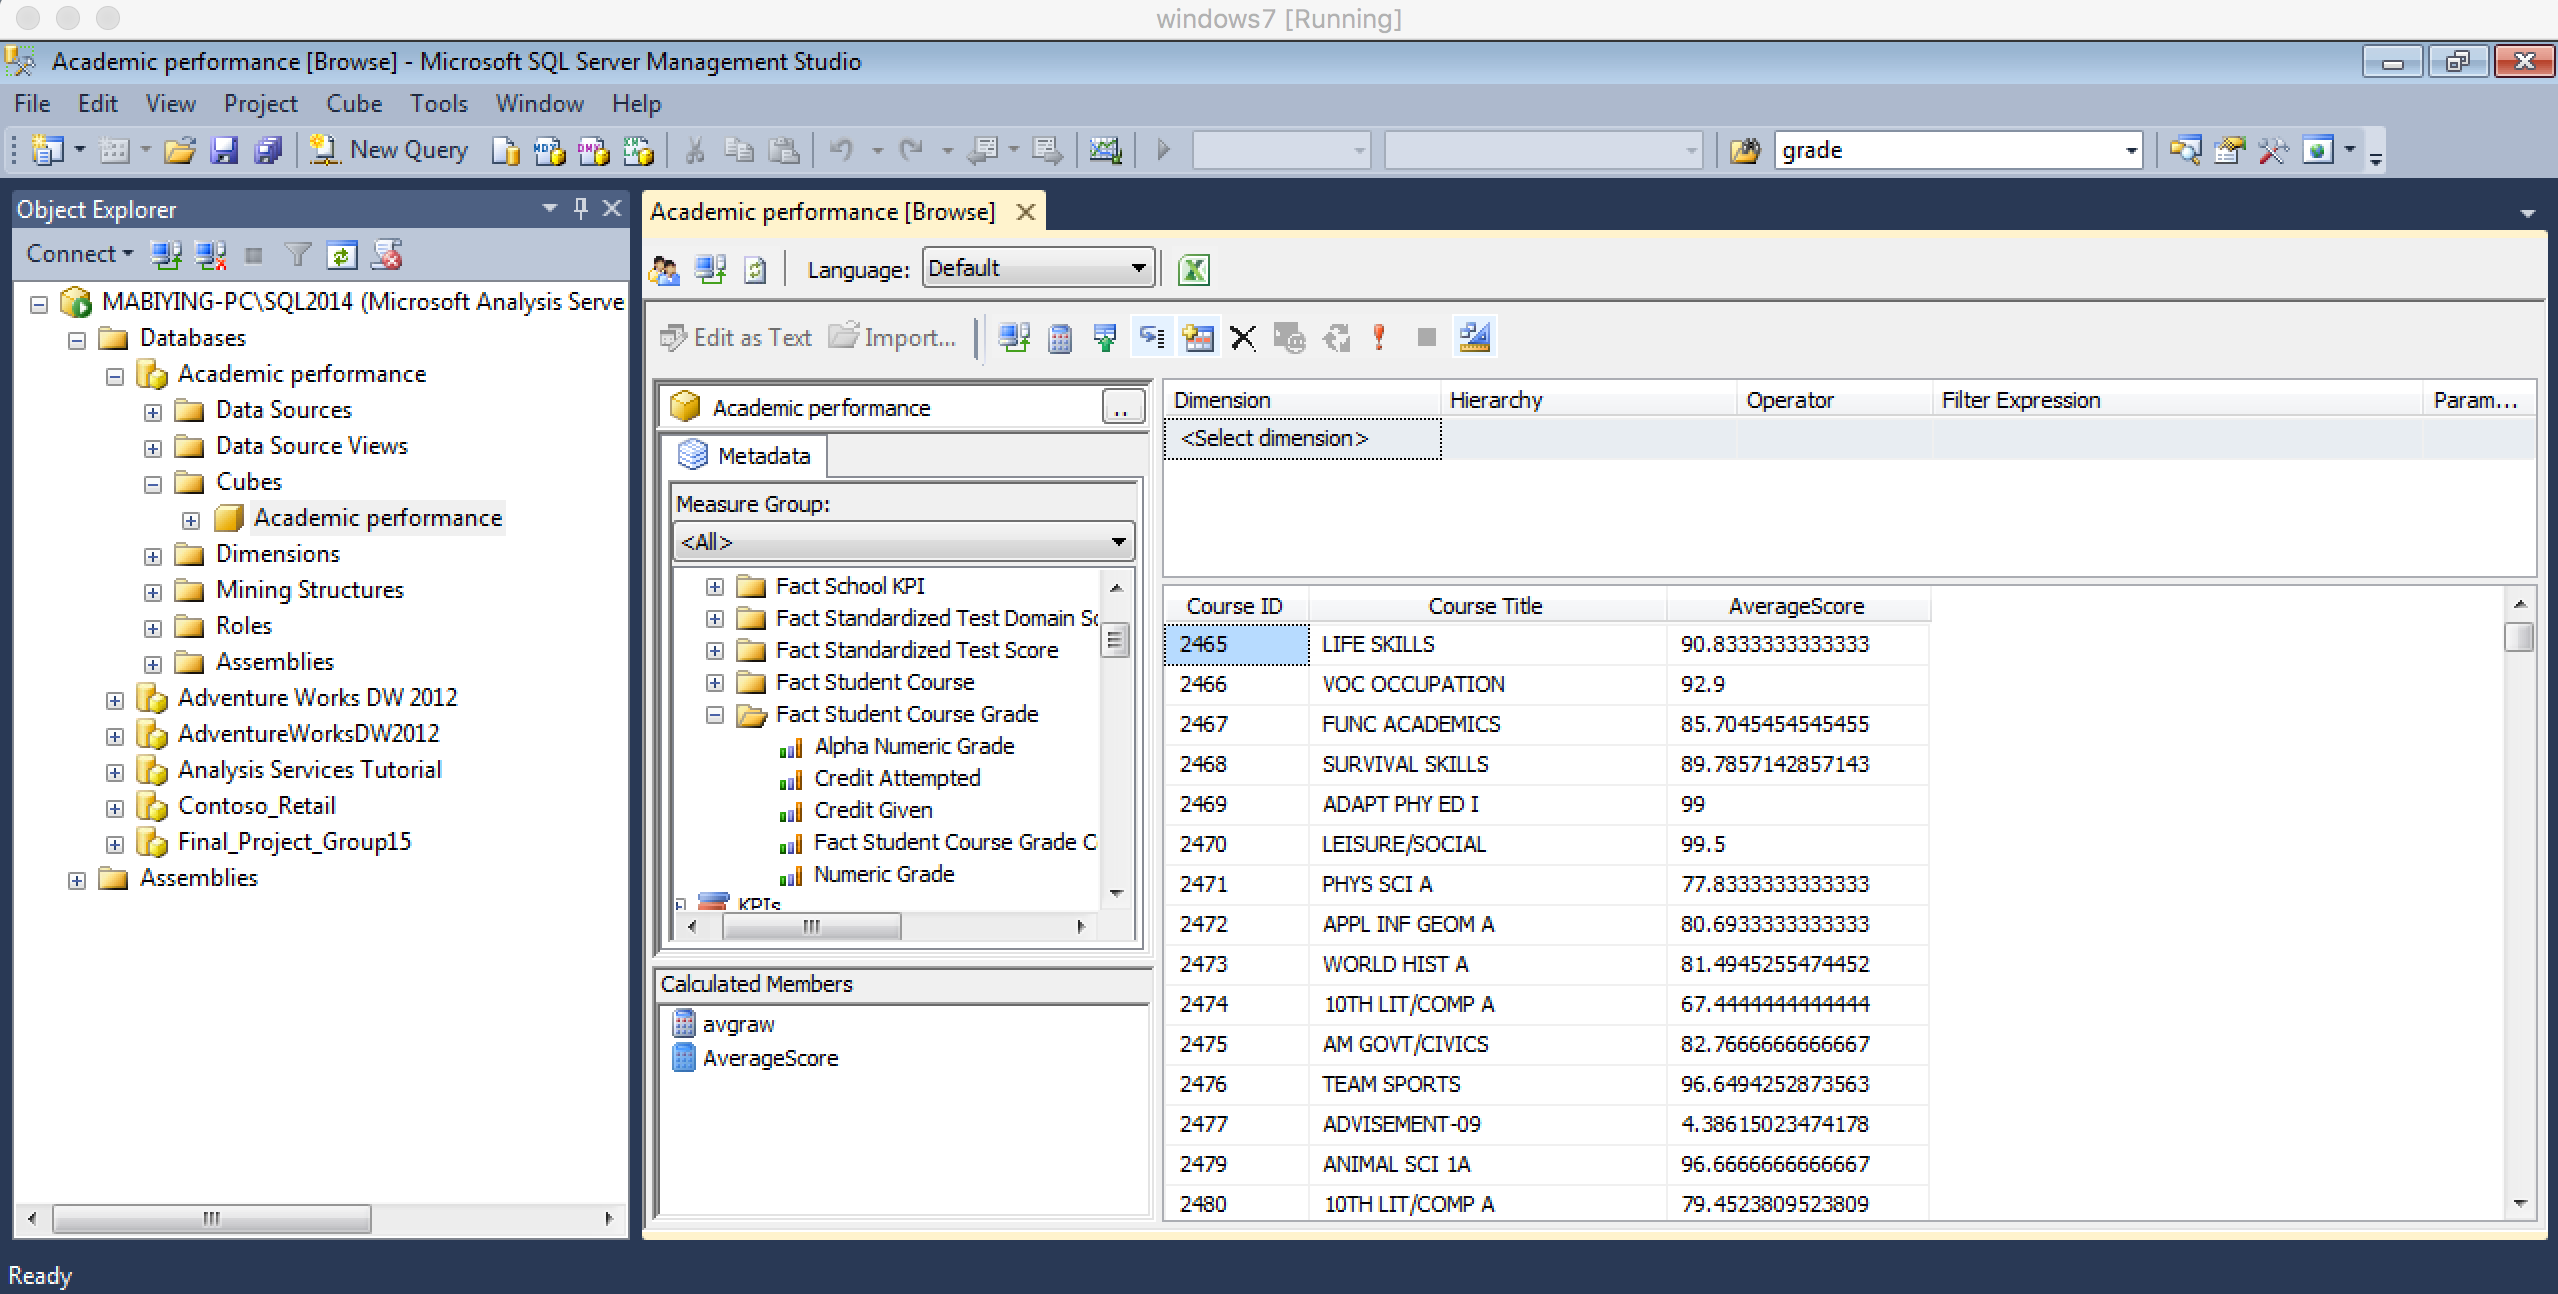 windows7 [Running]
Academic performance [Browse] - Microsoft SQL Server Management Studio
File Edit View Project Cube Tools Window Help
New Query MDX DMX XMLA grade
Object Explorer
Connect
MABIYING-PC\SQL2014 (Microsoft Analysis Serve
Databases
Academic performance
Data Sources
Data Source Views
Cubes
Academic performance
Dimensions
Mining Structures
Roles
Assemblies
Adventure Works DW 2012
AdventureWorksDW2012
Analysis Services Tutorial
Contoso_Retail
Final_Project_Group15
Assemblies
Academic performance [Browse]
Language: Default
Edit as Text Import...
Academic performance ..
Metadata
Measure Group:
<All>
Fact School KPI
Fact Standardized Test Domain Sc
Fact Standardized Test Score
Fact Student Course
Fact Student Course Grade
Alpha Numeric Grade
Credit Attempted
Credit Given
Fact Student Course Grade C
Numeric Grade
KPIs
Calculated Members
avgraw
AverageScore
Dimension Hierarchy Operator Filter Expression Param...
<Select dimension>
Course ID Course Title AverageScore
2465 LIFE SKILLS 90.8333333333333
2466 VOC OCCUPATION 92.9
2467 FUNC ACADEMICS 85.7045454545455
2468 SURVIVAL SKILLS 89.7857142857143
2469 ADAPT PHY ED I 99
2470 LEISURE/SOCIAL 99.5
2471 PHYS SCI A 77.8333333333333
2472 APPL INF GEOM A 80.6933333333333
2473 WORLD HIST A 81.4945255474452
2474 10TH LIT/COMP A 67.4444444444444
2475 AM GOVT/CIVICS 82.7666666666667
2476 TEAM SPORTS 96.6494252873563
2477 ADVISEMENT-09 4.38615023474178
2479 ANIMAL SCI 1A 96.6666666666667
2480 10TH LIT/COMP A 79.4523809523809
Ready